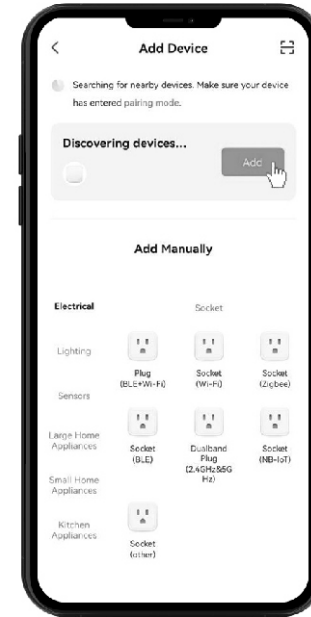 Add Device
Searching for nearby devices. Make sure your device
has entered pairing mode.
Discovering devices...
Add
Add Manually
Electrical
Socket
Lighting
Plug
(BLE+Wi-Fi)
Socket
(Wi-Fi)
Socket
(Zigbee)
Sensors
Large Home
Appliances
Socket
(BLE)
Dualband
Plug
(2.4GHz&5G
Hz)
Socket
(NB-IoT)
Small Home
Appliances
Kitchen
Appliances
Socket
(other)